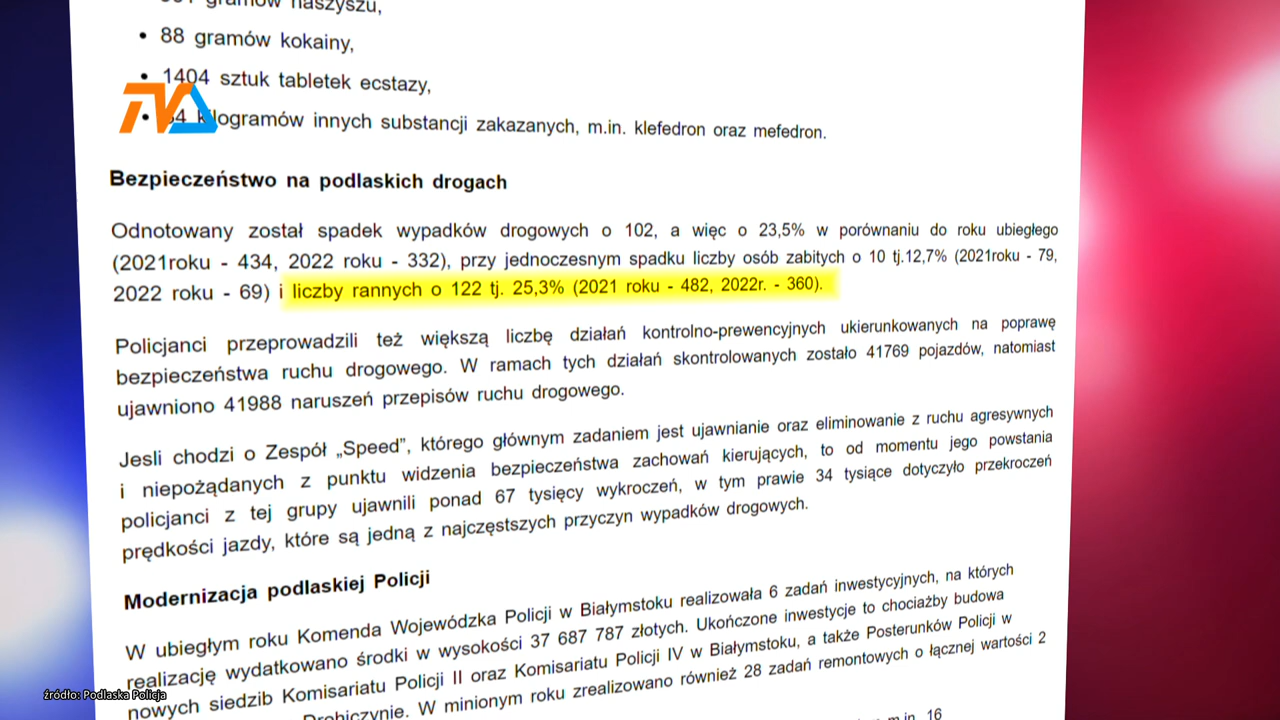 gramów haszyszu,
• 88 gramów kokainy,
• 1404 sztuk tabletek ecstazy,
TVA
• kilogramów innych substancji zakazanych, m.in. klefedron oraz mefedron.
Bezpieczeństwo na podlaskich drogach
Odnotowany został spadek wypadków drogowych o 102, a więc o 23,5% w porównaniu do roku ubiegłego
(2021roku - 434, 2022 roku - 332), przy jednoczesnym spadku liczby osób zabitych o 10 tj.12,7% (2021roku - 79,
2022 roku - 69) i liczby rannych o 122 tj. 25,3% (2021 roku - 482, 2022r. - 360).
Policjanci przeprowadzili też większą liczbę działań kontrolno-prewencyjnych ukierunkowanych na poprawę
bezpieczeństwa ruchu drogowego. W ramach tych działań skontrolowanych zostało 41769 pojazdów, natomiast
ujawniono 41988 naruszeń przepisów ruchu drogowego.
Jesli chodzi o Zespół „Speed”, którego głównym zadaniem jest ujawnianie oraz eliminowanie z ruchu agresywnych
i niepożądanych z punktu widzenia bezpieczeństwa zachowań kierujących, to od momentu jego powstania
policjanci z tej grupy ujawnili ponad 67 tysięcy wykroczeń, w tym prawie 34 tysiące dotyczyło przekroczeń
prędkości jazdy, które są jedną z najczęstszych przyczyn wypadków drogowych.
Modernizacja podlaskiej Policji
W ubiegłym roku Komenda Wojewódzka Policji w Białymstoku realizowała 6 zadań inwestycyjnych, na których
realizację wydatkowano środki w wysokości 37 687 787 złotych. Ukończone inwestycje to chociażby budowa
nowych siedzib Komisariatu Policji II oraz Komisariatu Policji IV w Białymstoku, a także Posterunków Policji w
Drohiczynie. W minionym roku zrealizowano również 28 zadań remontowych o łącznej wartości 2
m.in. 16
źródło: Podlaska Policja